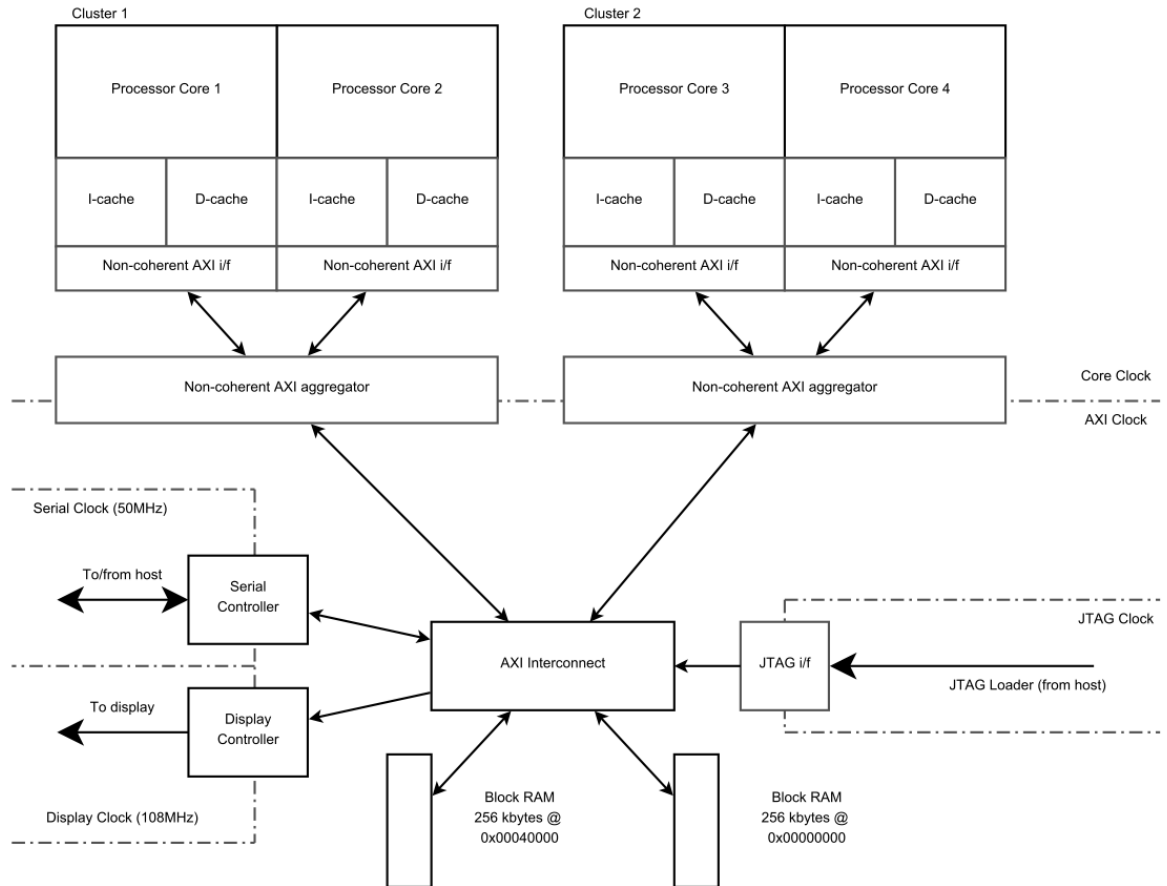 Cluster 1
Cluster 2
Processor Core 1
Processor Core 2
Processor Core 3
Processor Core 4
I-cache
D-cache
I-cache
D-cache
I-cache
D-cache
I-cache
D-cache
Non-coherent AXI i/f
Non-coherent AXI i/f
Non-coherent AXI i/f
Non-coherent AXI i/f
Non-coherent AXI aggregator
Non-coherent AXI aggregator
Core Clock
AXI Clock
Serial Clock (50MHz)
To/from host
Serial
Controller
AXI Interconnect
JTAG i/f
JTAG Clock
JTAG Loader (from host)
To display
Display
Controller
Display Clock (108MHz)
Block RAM
256 kbytes @
0x00040000
Block RAM
256 kbytes @
0x00000000